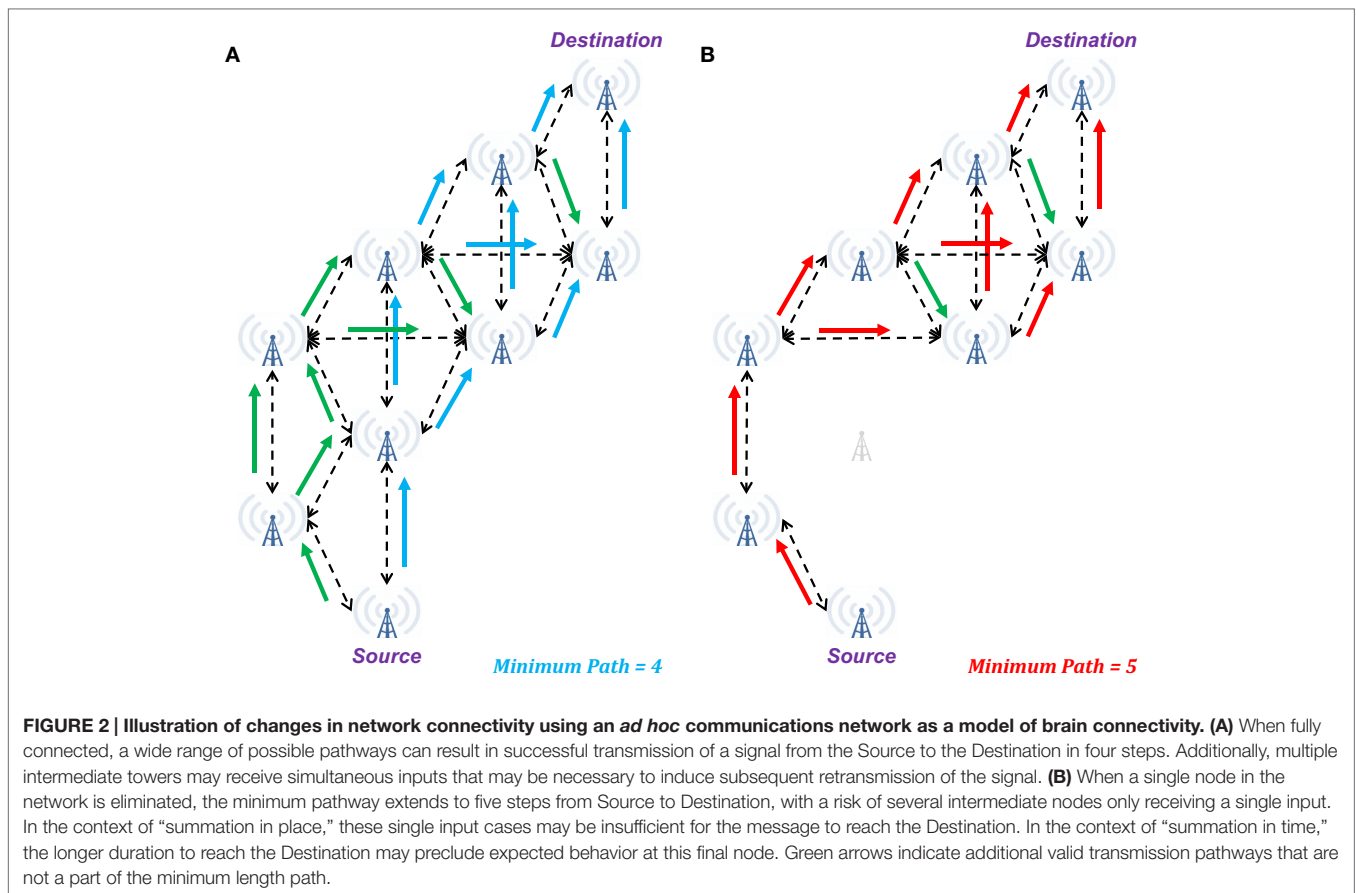 A
Destination
Source
Minimum Path = 4
B
Destination
Source
Minimum Path = 5
FIGURE 2 | Illustration of changes in network connectivity using an ad hoc communications network as a model of brain connectivity. (A) When fully
connected, a wide range of possible pathways can result in successful transmission of a signal from the Source to the Destination in four steps. Additionally, multiple
intermediate towers may receive simultaneous inputs that may be necessary to induce subsequent retransmission of the signal. (B) When a single node in the
network is eliminated, the minimum pathway extends to five steps from Source to Destination, with a risk of several intermediate nodes only receiving a single input.
In the context of “summation in place,” these single input cases may be insufficient for the message to reach the Destination. In the context of “summation in time,”
the longer duration to reach the Destination may preclude expected behavior at this final node. Green arrows indicate additional valid transmission pathways that are
not a part of the minimum length path.